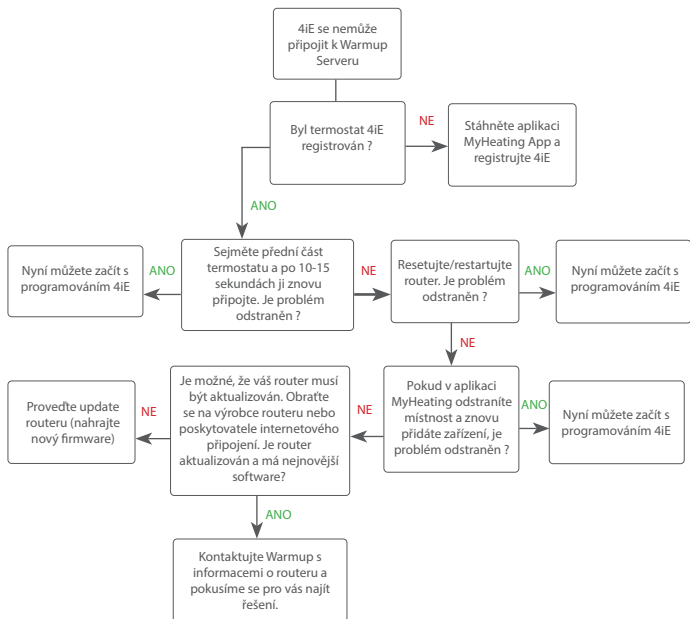 4iE se nemůže
připojit k Warmup
Serveru
Byl termostat 4iE
registrován ?
NE
Stáhněte aplikaci
MyHeating App a
registrujte 4iE
ANO
Nyní můžete začít s
programováním 4iE
ANO
Sejměte přední část
termostatu a po 10-15
sekundách ji znovu
připojte. Je problém
odstraněn ?
NE
Resetujte/restartujte
router. Je problém
odstraněn ?
ANO
Nyní můžete začít s
programováním 4iE
NE
Proveďte update
routeru (nahrajte
nový firmware)
NE
Je možné, že váš router musí
být aktualizován. Obraťte
se na výrobce routeru nebo
poskytovatele internetového
připojení. Je router
aktualizován a má nejnovější
software?
NE
Pokud v aplikaci
MyHeating odstraníte
místnost a znovu
přidáte zařízení, je
problém odstraněn ?
ANO
Nyní můžete začít s
programováním 4iE
ANO
Kontaktujte Warmup s
informacemi o routeru a
pokusíme se pro vás najít
řešení.